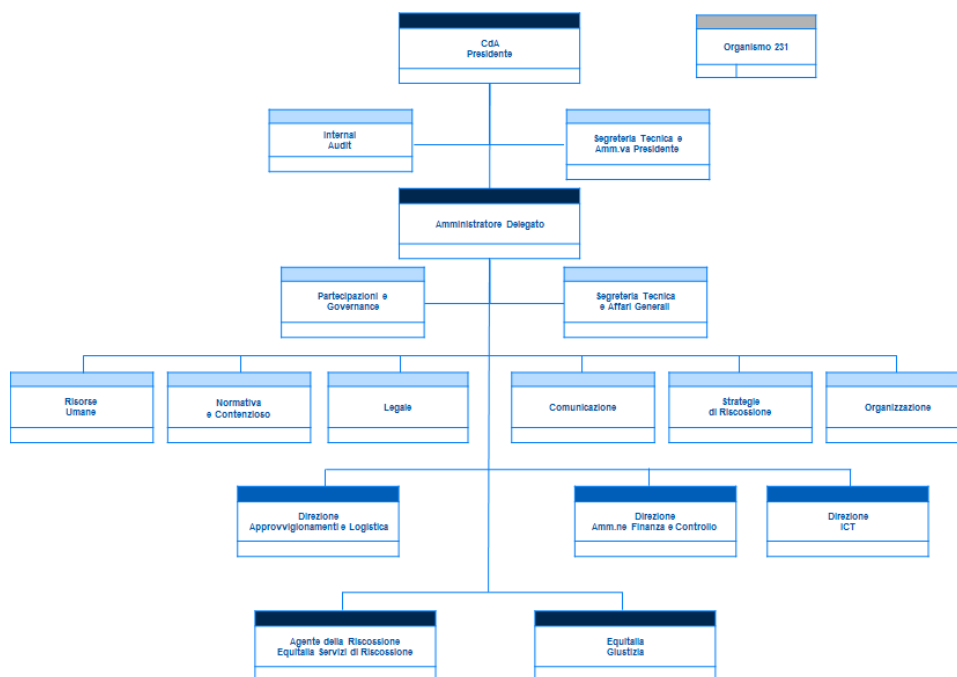 CdA
Presidente
Organismo 231
Internal
Audit
Segreteria Tecnica e
Amm.va Presidente
Amministratore Delegato
Partecipazioni e
Governance
Segreteria Tecnica
e Affari Generali
Risorse
Umane
Normativa
e Contenzioso
Legale
Comunicazione
Strategie
di Riscossione
Organizzazione
Direzione
Approvvigionamenti e Logistica
Direzione
Amm.ne Finanza e Controllo
Direzione
ICT
Agente della Riscossione
Equitalia Servizi di Riscossione
Equitalia
Giustizia